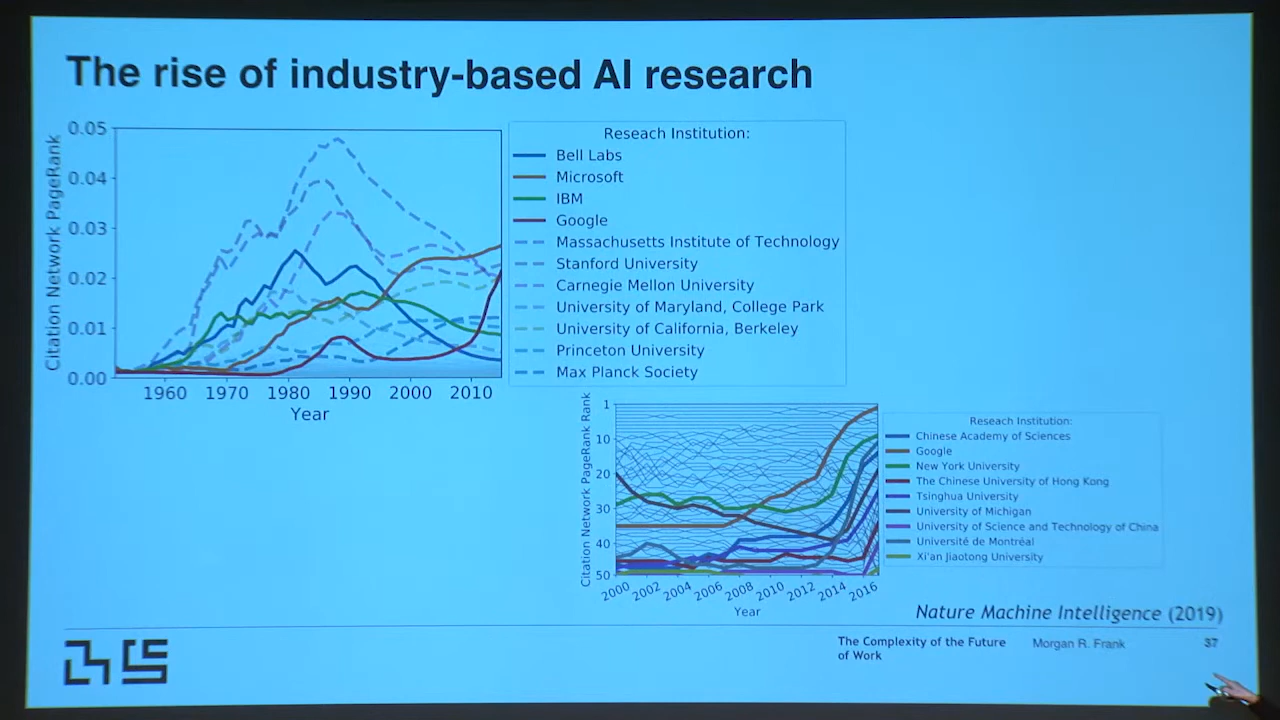 The rise of industry-based AI research
Citation Network PageRank
0.05
0.04
0.03
0.02
0.01
0.00
1960 1970 1980 1990 2000 2010
Year
Reseach Institution:
Bell Labs
Microsoft
IBM
Google
Massachusetts Institute of Technology
Stanford University
Carnegie Mellon University
University of Maryland, College Park
University of California, Berkeley
Princeton University
Max Planck Society
Citation Network PageRank Rank
1
10
20
30
40
50
2000 2002 2004 2006 2008 2010 2012 2014 2016
Year
Reseach Institution:
Chinese Academy of Sciences
Google
New York University
The Chinese University of Hong Kong
Tsinghua University
University of Michigan
University of Science and Technology of China
Université de Montréal
Xi'an Jiaotong University
Nature Machine Intelligence (2019)
The Complexity of the Future
of Work
Morgan R. Frank
37